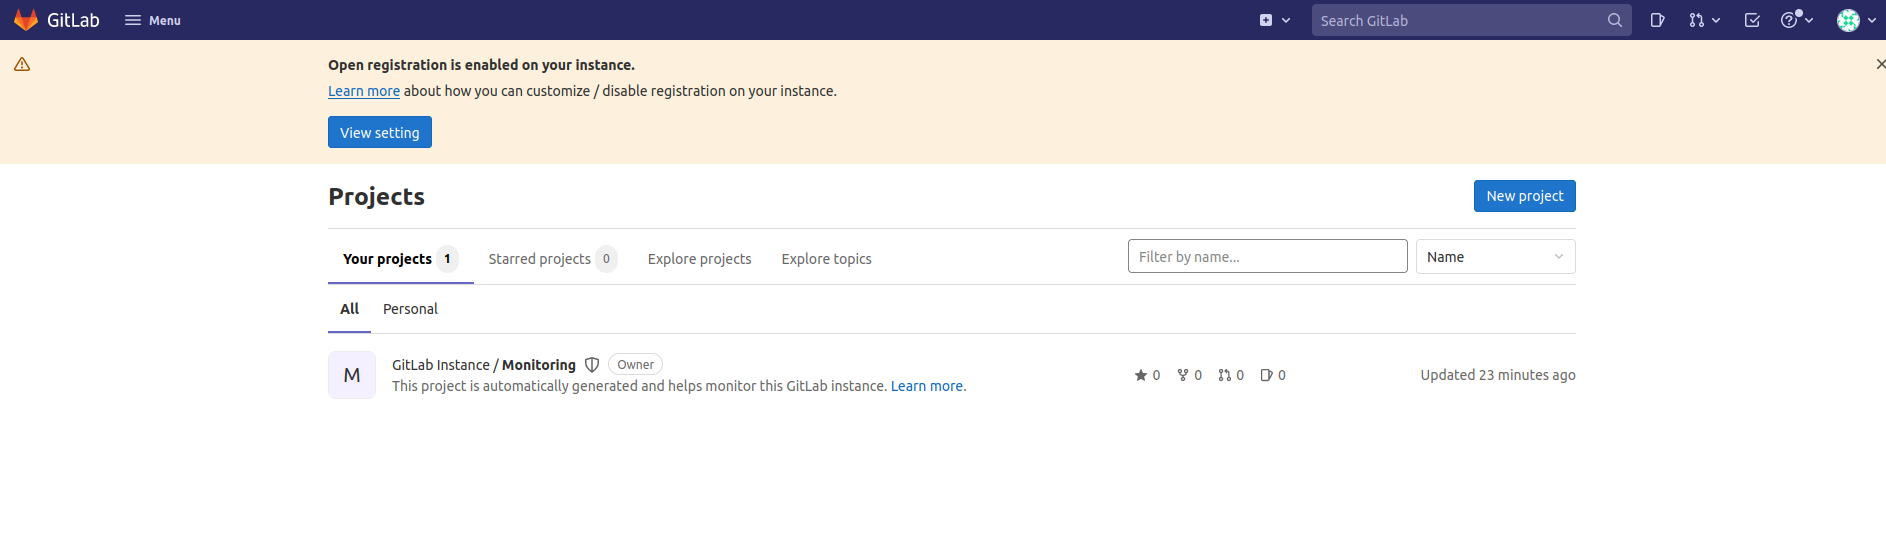 GitLab
Menu
Search GitLab
Open registration is enabled on your instance.
Learn more about how you can customize / disable registration on your instance.
View setting
Projects
New project
Your projects 1
Starred projects 0
Explore projects
Explore topics
Filter by name...
Name
All
Personal
M
GitLab Instance / Monitoring
Owner
This project is automatically generated and helps monitor this GitLab instance. Learn more.
0 0 0 0
Updated 23 minutes ago